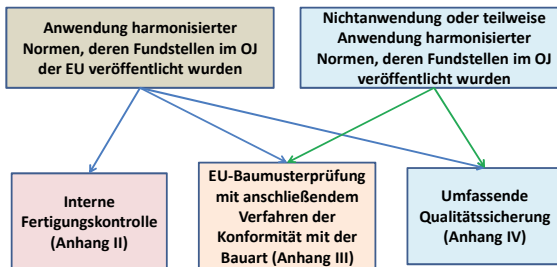 Anwendung harmonisierter
Normen, deren Fundstellen im OJ
der EU veröffentlicht wurden
Nichtanwendung oder teilweise
Anwendung harmonisierter
Normen, deren Fundstellen im OJ
veröffentlicht wurden
Interne
Fertigungskontrolle
(Anhang II)
EU-Baumusterprüfung
mit anschließendem
Verfahren der
Konformität mit der
Bauart (Anhang III)
Umfassende
Qualitätssicherung
(Anhang IV)